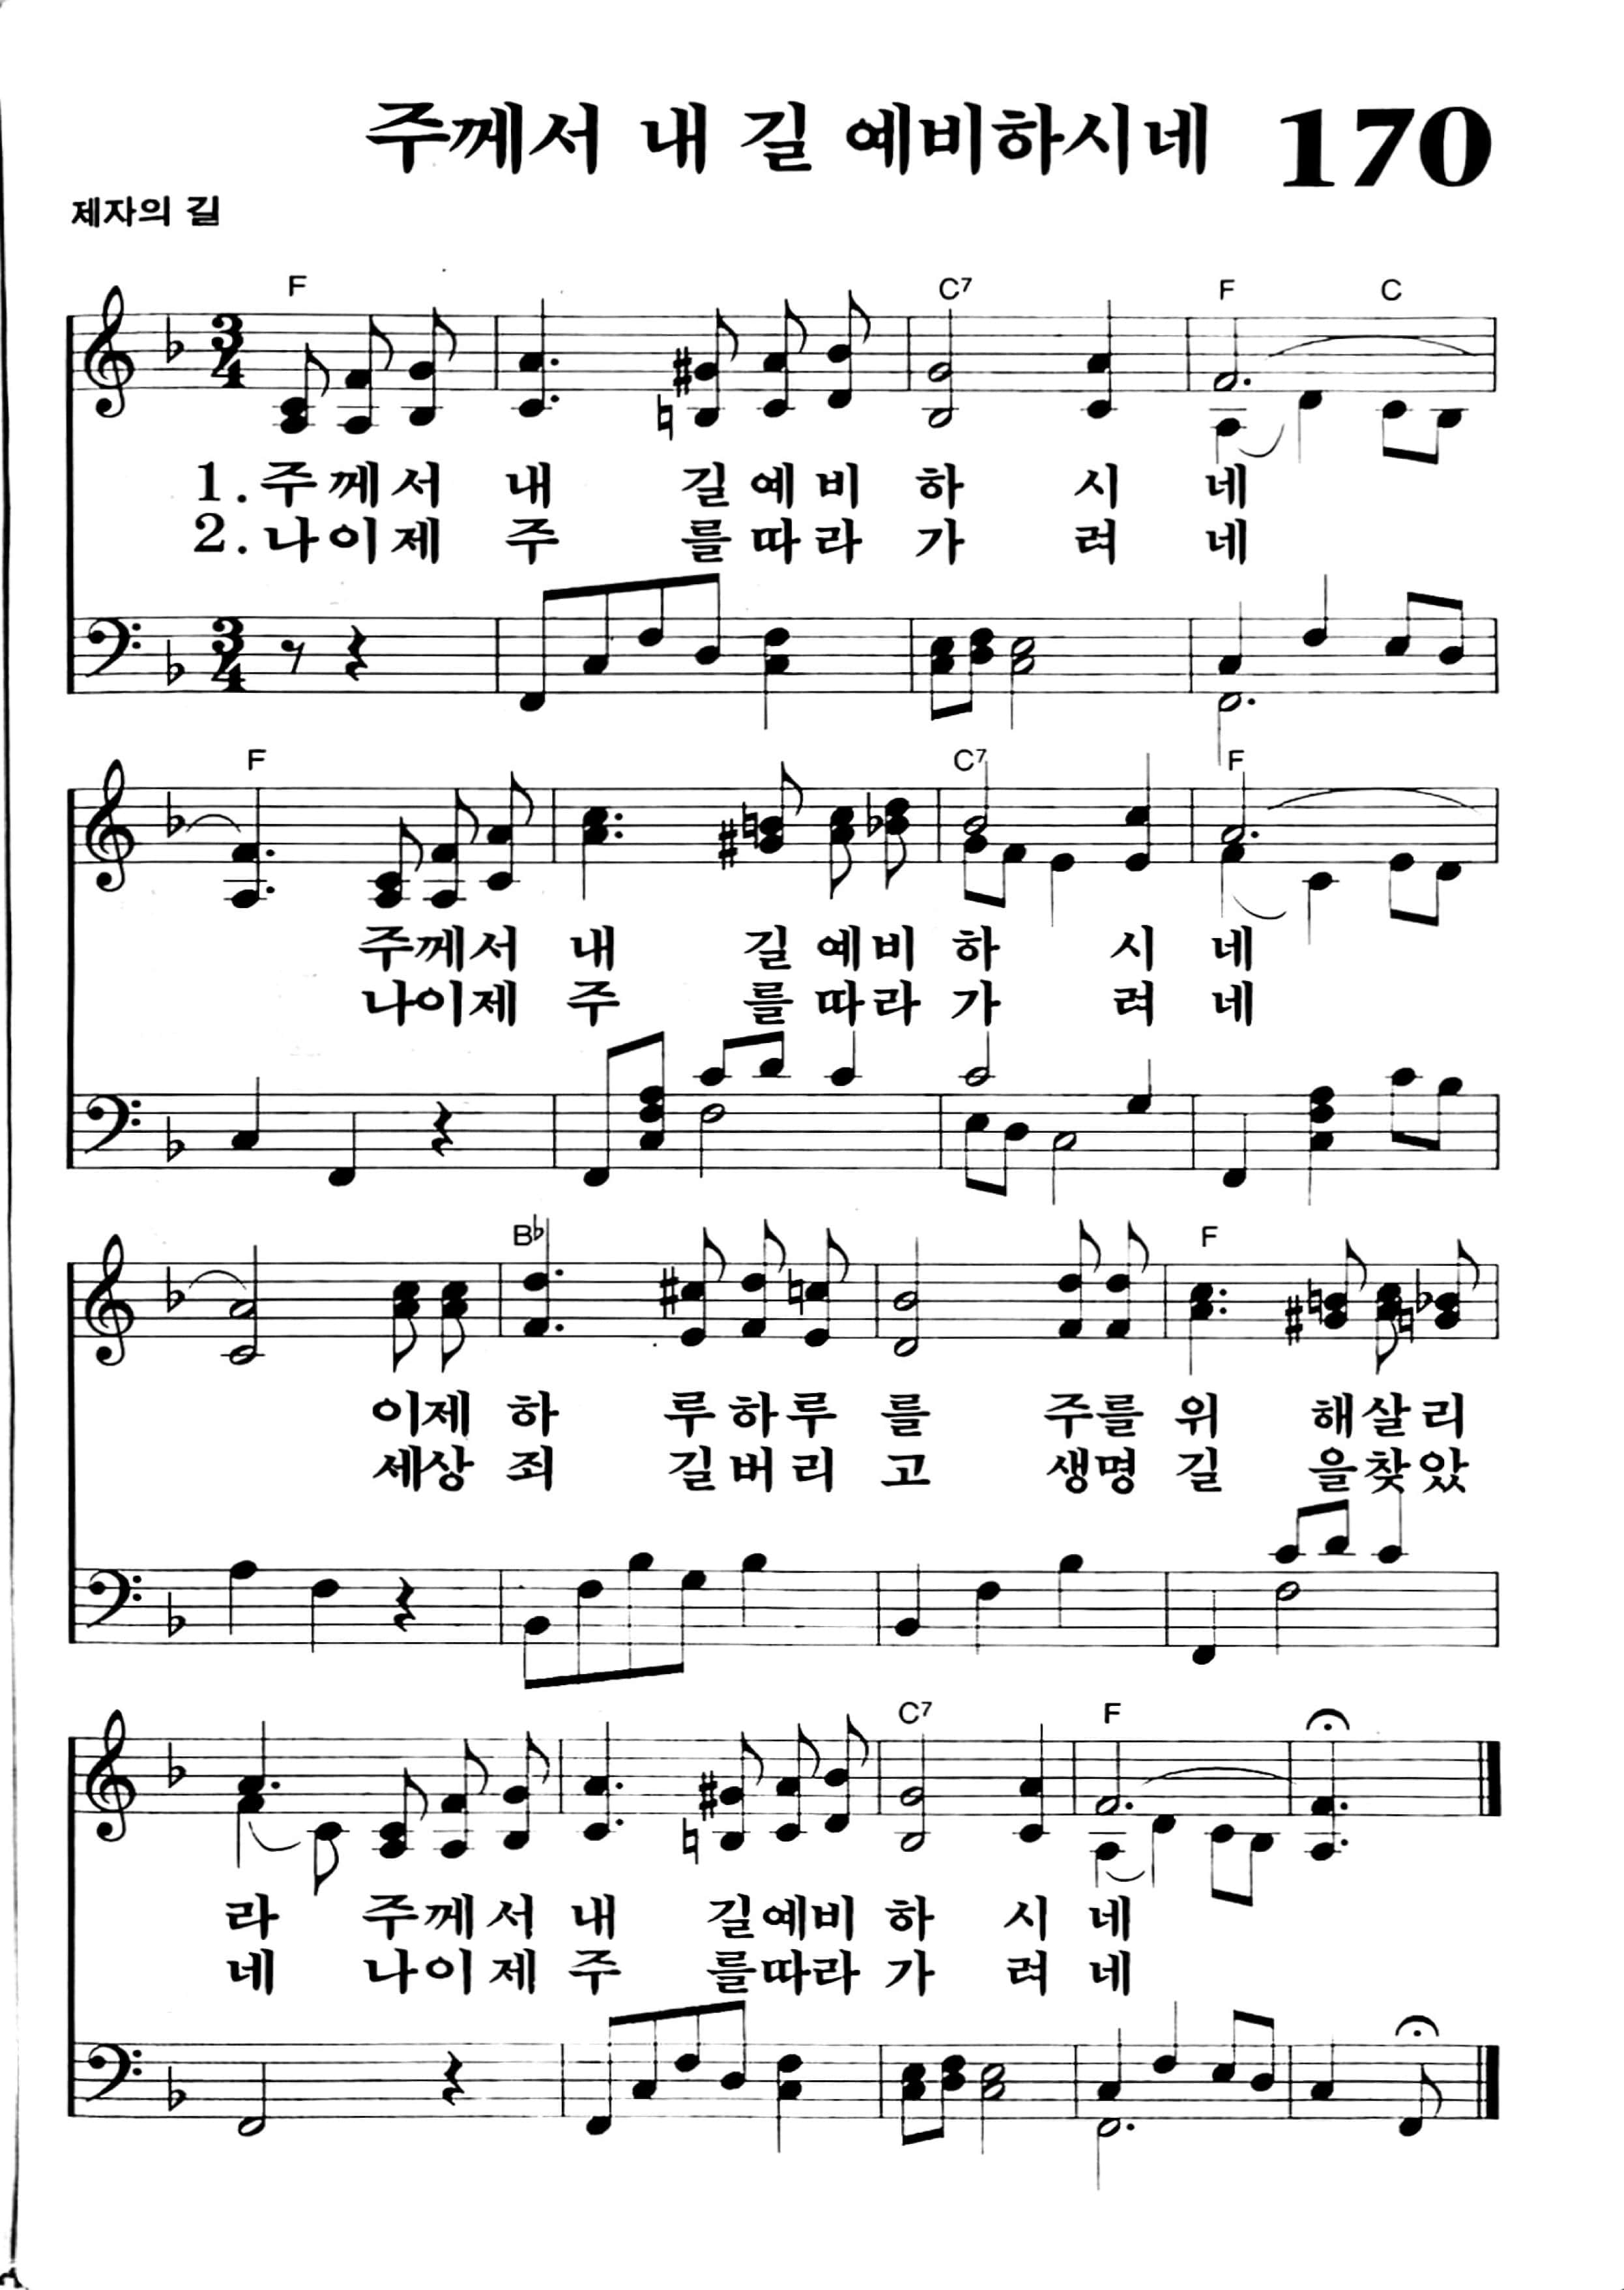 주께서 내 길 예비하시네 170
제자의 길
F C7 F C
3/4
1. 주께서 내 길예비 하 시 네
2. 나이제 주 를따라 가 려 네
3/4
F C7 F
주께서 내 길예비 하 시 네
나이제 주 를따라 가 려 네
B♭ F
이제 하 루하루 를 주를 위 해살리
세상 죄 길버리 고 생명 길 을찾았
C7 F
라 주께서 내 길예비 하 시 네
네 나이제 주 를따라 가 려 네